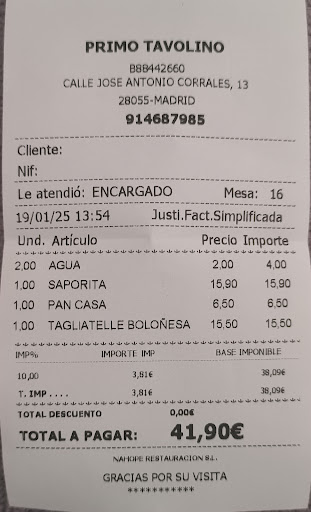 PRIMO TAVOLINO
B88442660
CALLE JOSE ANTONIO CORRALES, 13
28055-MADRID
914687985
Cliente:
Nif:
Le atendió: ENCARGADO Mesa: 16
19/01/25 13:54 Justi.Fact.Simplificada
Und. Artículo Precio Importe
2,00 AGUA 2,00 4,00
1,00 SAPORITA 15,90 15,90
1,00 PAN CASA 6,50 6,50
1,00 TAGLIATELLE BOLOÑESA 15,50 15,50
IMP% IMPORTE IMP BASE IMPONIBLE
10,00 3,81€ 38,09€
T. IMP . . . . 3,81€ 38,09€
TOTAL DESCUENTO 0,00€
TOTAL A PAGAR: 41,90€
NAHOPE RESTAURACION S.L.
GRACIAS POR SU VISITA
***********